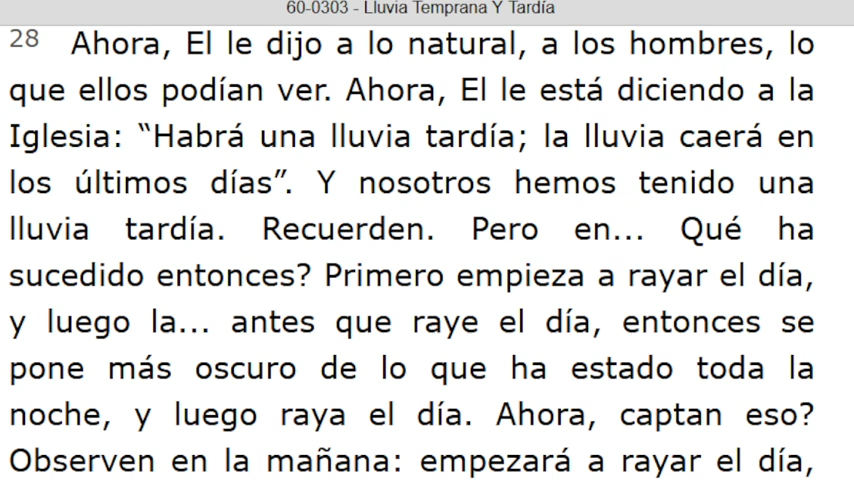 60-0303 - Lluvia Temprana Y Tardía
28 Ahora, El le dijo a lo natural, a los hombres, lo
que ellos podían ver. Ahora, El le está diciendo a la
Iglesia: “Habrá una lluvia tardía; la lluvia caerá en
los últimos días”. Y nosotros hemos tenido una
lluvia tardía. Recuerden. Pero en... Qué ha
sucedido entonces? Primero empieza a rayar el día,
y luego la... antes que raye el día, entonces se
pone más oscuro de lo que ha estado toda la
noche, y luego raya el día. Ahora, captan eso?
Observen en la mañana: empezará a rayar el día,